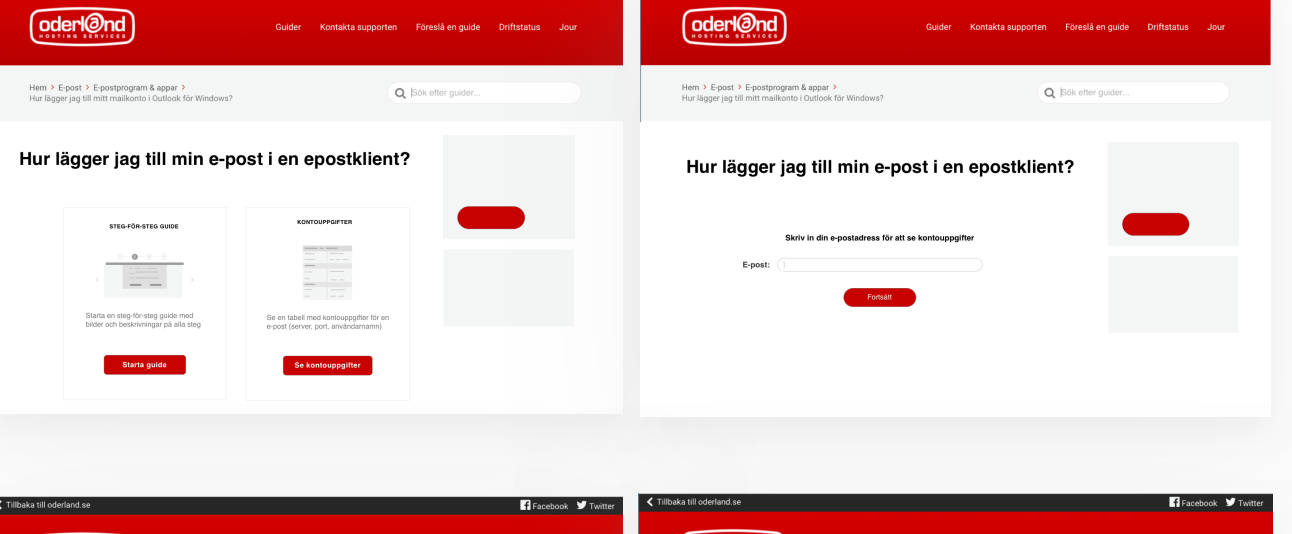 oderl@nd
HOSTING SERVICES
Guider Kontakta supporten Föreslå en guide Driftstatus Jour
Hem > E-post > E-postprogram & appar >
Hur lägger jag till mitt mailkonto i Outlook för Windows?
Sök efter guider...
Hur lägger jag till min e-post i en epostklient?
STEG-FÖR-STEG GUIDE
Starta en steg-för-steg guide med
bilder och beskrivningar på alla steg
Starta guide
KONTOUPPGIFTER
Se en tabell med kontouppgifter för en
e-post (server, port, användarnamn)
Se kontouppgifter
oderl@nd
HOSTING SERVICES
Guider Kontakta supporten Föreslå en guide Driftstatus Jour
Hem > E-post > E-postprogram & appar >
Hur lägger jag till mitt mailkonto i Outlook för Windows?
Sök efter guider...
Hur lägger jag till min e-post i en epostklient?
Skriv in din e-postadress för att se kontouppgifter
E-post:
Fortsätt
Tillbaka till oderland.se Facebook Twitter
Tillbaka till oderland.se Facebook Twitter